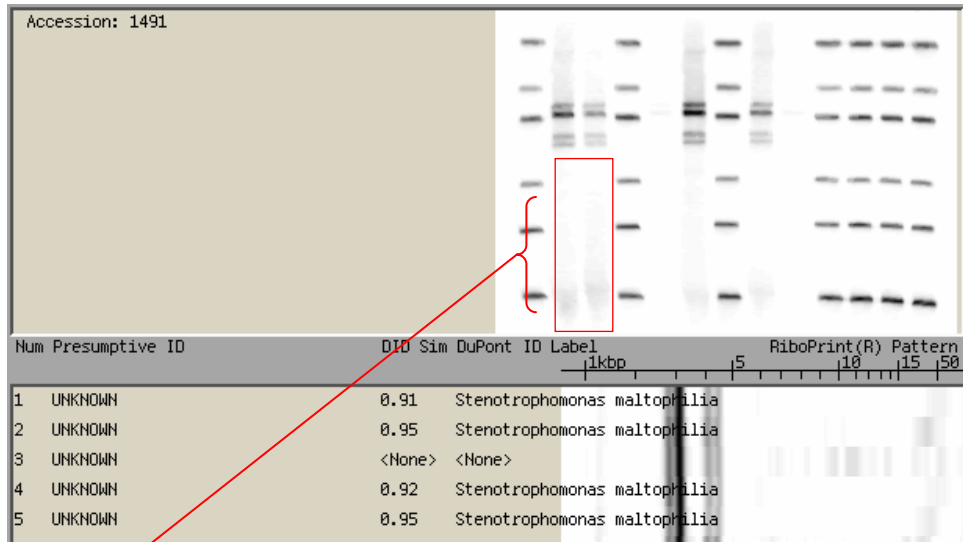 Accession: 1491
Num Presumptive ID DID Sim DuPont ID Label RiboPrint(R) Pattern
1kbp 5 10 15 50
1 UNKNOWN 0.91 Stenotrophomonas maltophilia
2 UNKNOWN 0.95 Stenotrophomonas maltophilia
3 UNKNOWN <None> <None>
4 UNKNOWN 0.92 Stenotrophomonas maltophilia
5 UNKNOWN 0.95 Stenotrophomonas maltophilia